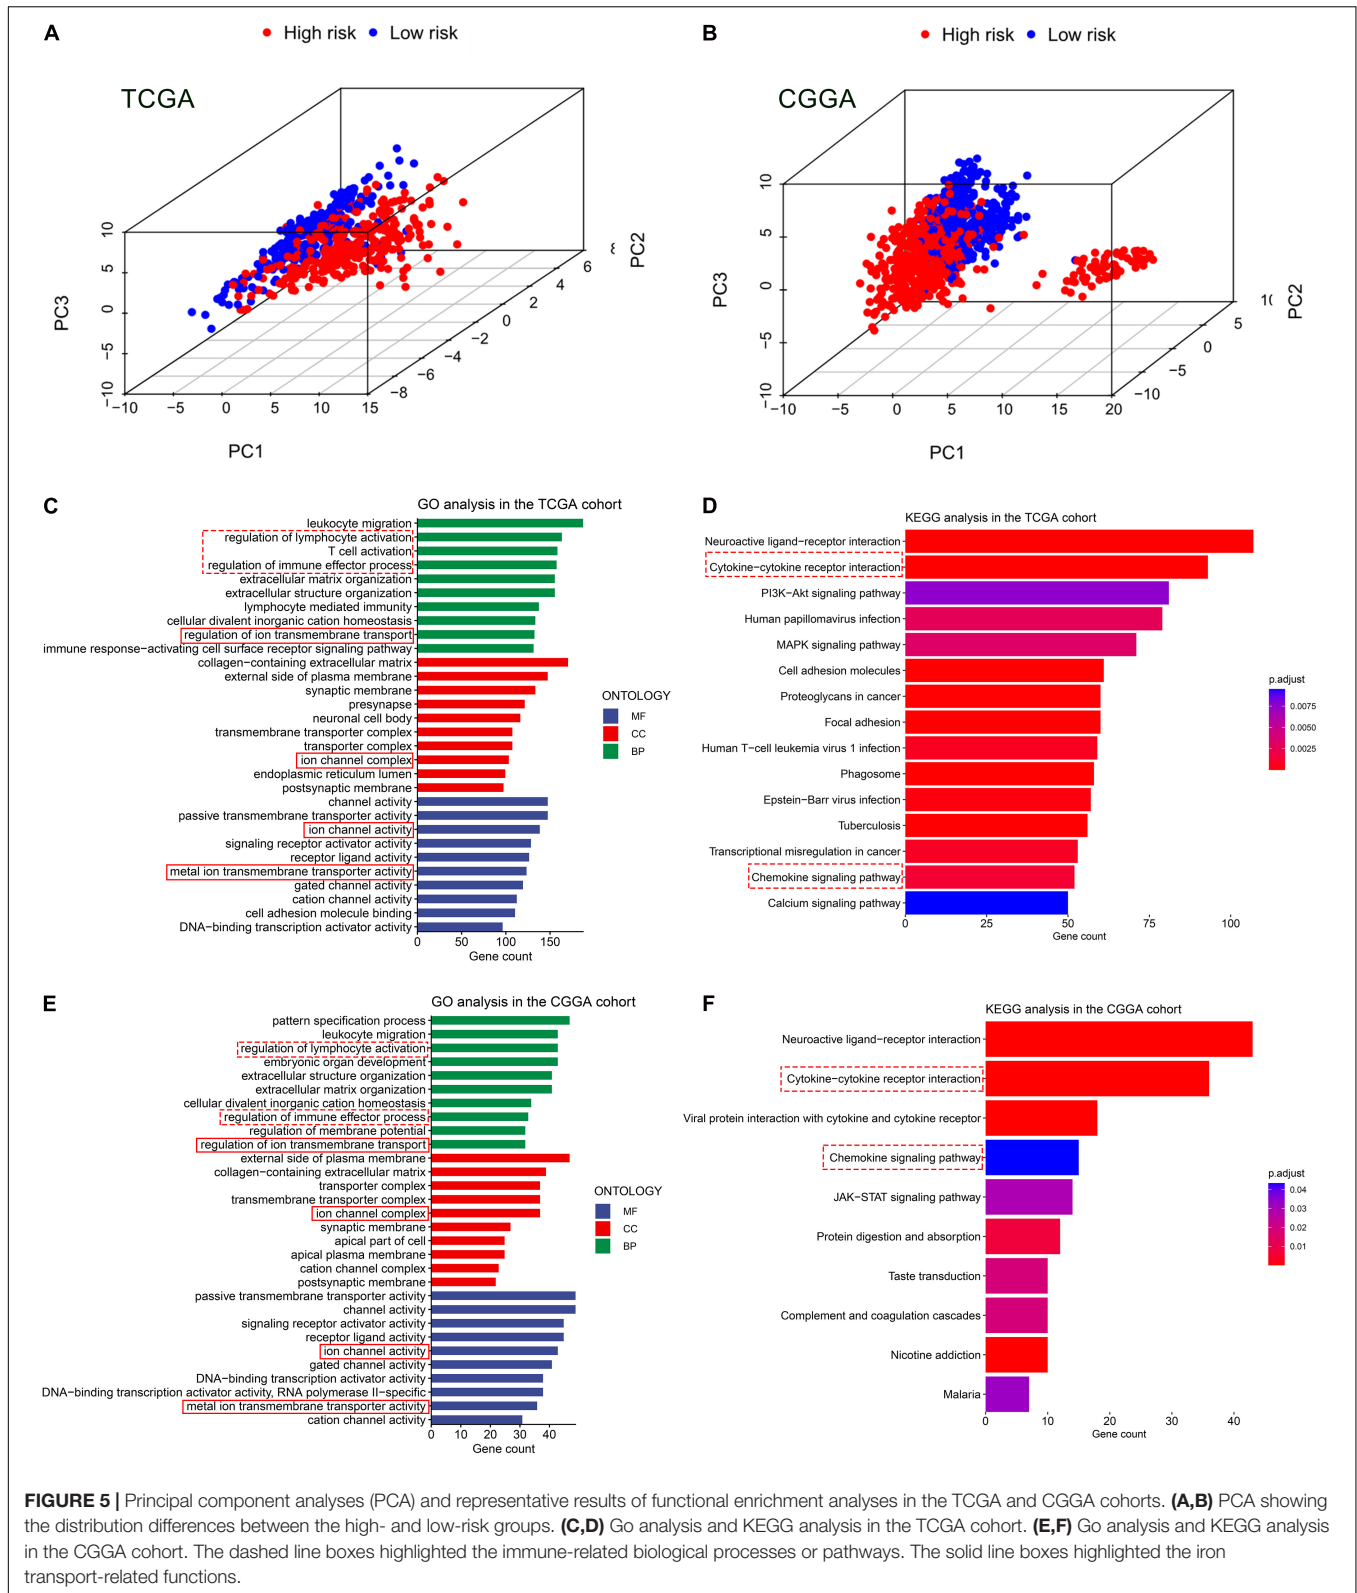 A
High risk
Low risk
TCGA
10
5
0
−5
−10
PC3
−10
−5
0
5
10
15
PC1
−8
−6
−4
−2
0
2
4
6
PC2
B
High risk
Low risk
CGGA
10
5
0
−5
−10
PC3
−10
−5
0
5
10
15
20
PC1
−10
−5
0
5
PC2
C
GO analysis in the TCGA cohort
leukocyte migration
regulation of lymphocyte activation
T cell activation
regulation of immune effector process
extracellular matrix organization
extracellular structure organization
lymphocyte mediated immunity
cellular divalent inorganic cation homeostasis
regulation of ion transmembrane transport
immune response−activating cell surface receptor signaling pathway
collagen−containing extracellular matrix
external side of plasma membrane
synaptic membrane
presynapse
neuronal cell body
transmembrane transporter complex
transporter complex
ion channel complex
endoplasmic reticulum lumen
postsynaptic membrane
channel activity
passive transmembrane transporter activity
ion channel activity
signaling receptor activator activity
receptor ligand activity
metal ion transmembrane transporter activity
gated channel activity
cation channel activity
cell adhesion molecule binding
DNA−binding transcription activator activity
0 50 100 150
Gene count
ONTOLOGY
MF
CC
BP
D
KEGG analysis in the TCGA cohort
Neuroactive ligand−receptor interaction
Cytokine−cytokine receptor interaction
PI3K−Akt signaling pathway
Human papillomavirus infection
MAPK signaling pathway
Cell adhesion molecules
Proteoglycans in cancer
Focal adhesion
Human T−cell leukemia virus 1 infection
Phagosome
Epstein−Barr virus infection
Tuberculosis
Transcriptional misregulation in cancer
Chemokine signaling pathway
Calcium signaling pathway
0 25 50 75 100
Gene count
p.adjust
0.0075
0.0050
0.0025
E
GO analysis in the CGGA cohort
pattern specification process
leukocyte migration
regulation of lymphocyte activation
embryonic organ development
extracellular structure organization
extracellular matrix organization
cellular divalent inorganic cation homeostasis
regulation of immune effector process
regulation of membrane potential
regulation of ion transmembrane transport
external side of plasma membrane
collagen−containing extracellular matrix
transporter complex
transmembrane transporter complex
ion channel complex
synaptic membrane
apical part of cell
apical plasma membrane
cation channel complex
postsynaptic membrane
passive transmembrane transporter activity
channel activity
signaling receptor activator activity
receptor ligand activity
ion channel activity
gated channel activity
DNA−binding transcription activator activity
DNA−binding transcription activator activity, RNA polymerase II−specific
metal ion transmembrane transporter activity
cation channel activity
0 10 20 30 40
Gene count
ONTOLOGY
MF
CC
BP
F
KEGG analysis in the CGGA cohort
Neuroactive ligand−receptor interaction
Cytokine−cytokine receptor interaction
Viral protein interaction with cytokine and cytokine receptor
Chemokine signaling pathway
JAK−STAT signaling pathway
Protein digestion and absorption
Taste transduction
Complement and coagulation cascades
Nicotine addiction
Malaria
0 10 20 30 40
Gene count
p.adjust
0.04
0.03
0.02
0.01
FIGURE 5 | Principal component analyses (PCA) and representative results of functional enrichment analyses in the TCGA and CGGA cohorts. (A,B) PCA showing
the distribution differences between the high- and low-risk groups. (C,D) Go analysis and KEGG analysis in the TCGA cohort. (E,F) Go analysis and KEGG analysis
in the CGGA cohort. The dashed line boxes highlighted the immune-related biological processes or pathways. The solid line boxes highlighted the iron
transport-related functions.